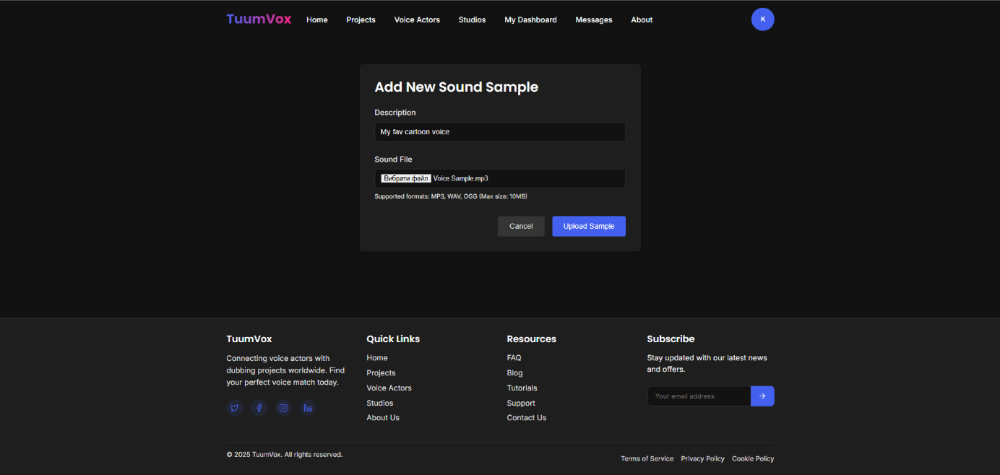 TuumVox Home Projects Voice Actors Studios My Dashboard Messages About K
Add New Sound Sample
Description
My fav cartoon voice
Sound File
Вибрати файл Voice Sample.mp3
Supported formats: MP3, WAV, OGG (Max size: 10MB)
Cancel Upload Sample
TuumVox
Connecting voice actors with
dubbing projects worldwide. Find
your perfect voice match today.
Quick Links
Home
Projects
Voice Actors
Studios
About Us
Resources
FAQ
Blog
Tutorials
Support
Contact Us
Subscribe
Stay updated with our latest news
and offers.
Your email address
© 2025 TuumVox. All rights reserved.
Terms of Service Privacy Policy Cookie Policy